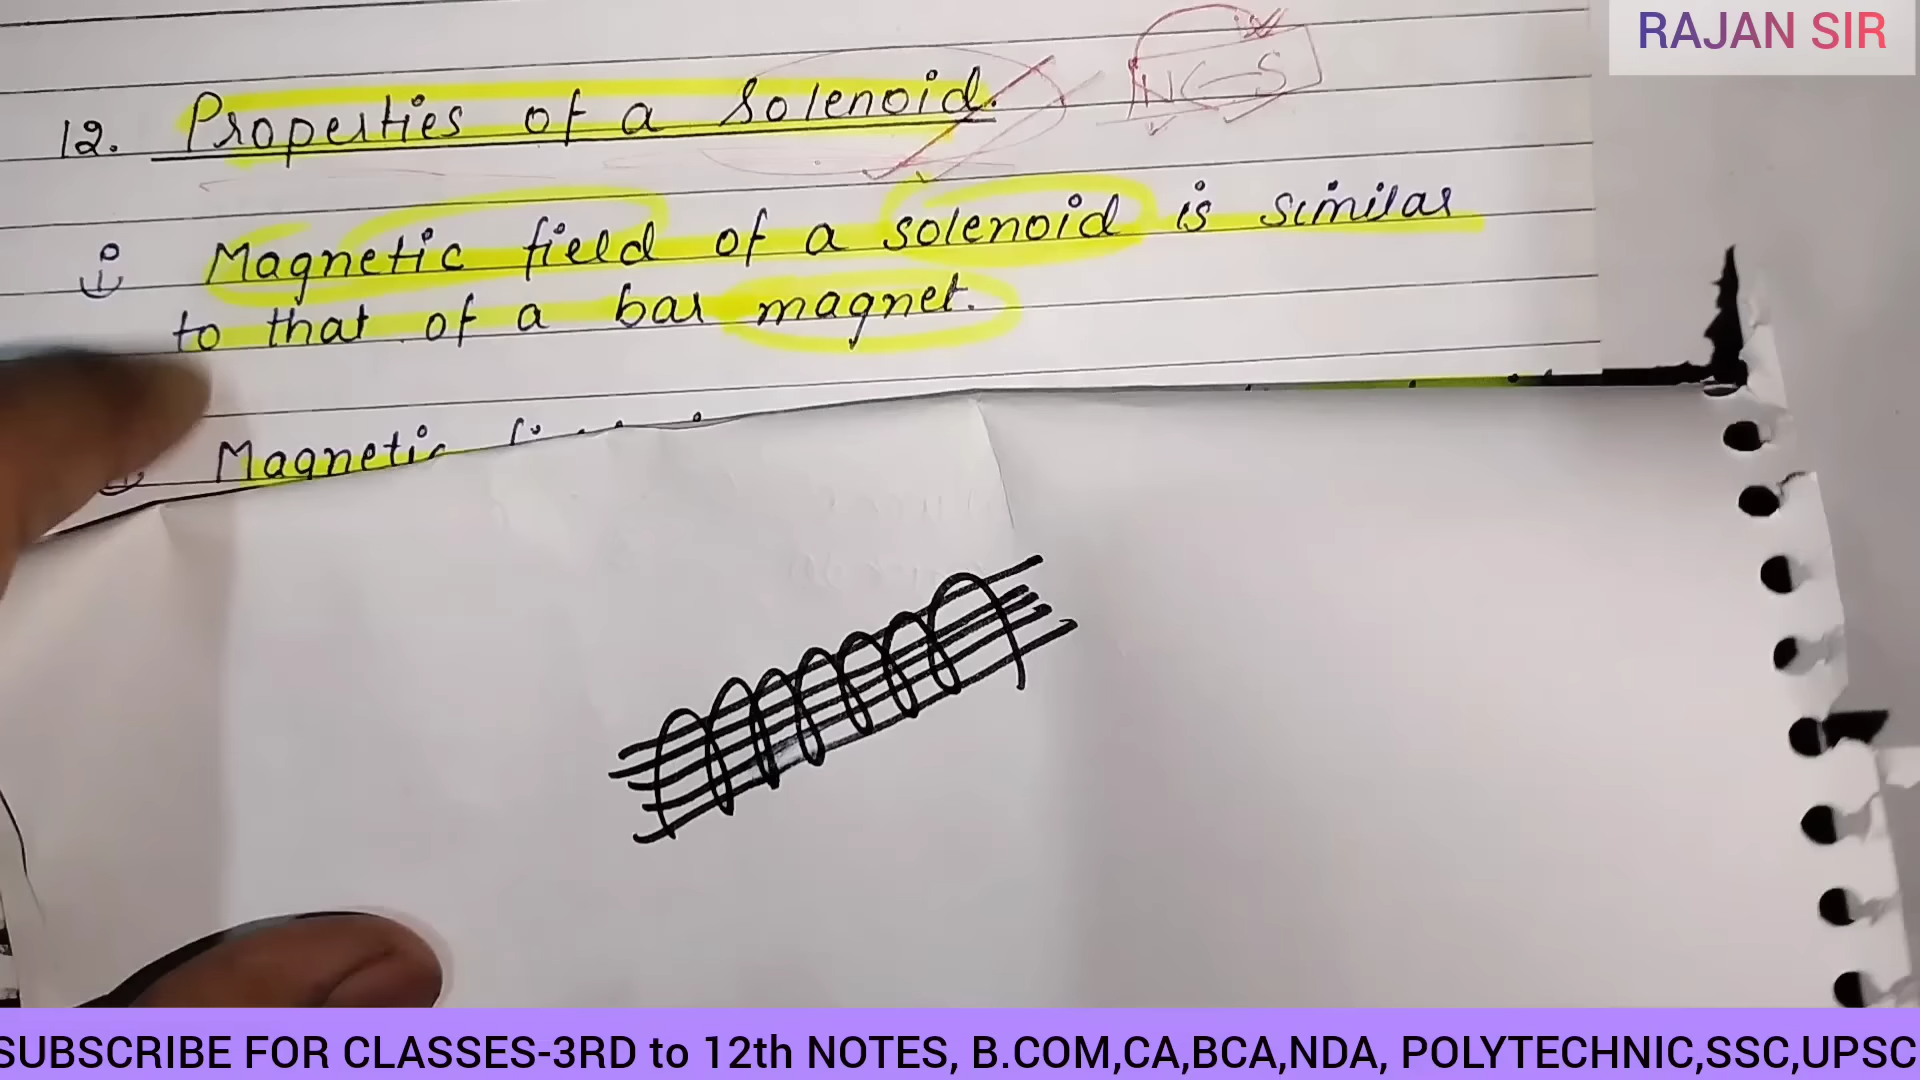 RAJAN SIR
12. Properties of a Solenoid.
N S
i Magnetic field of a solenoid is similar
to that of a bar magnet.
Magnetic
SUBSCRIBE FOR CLASSES-3RD to 12th NOTES, B.COM,CA,BCA,NDA, POLYTECHNIC,SSC,UPSC